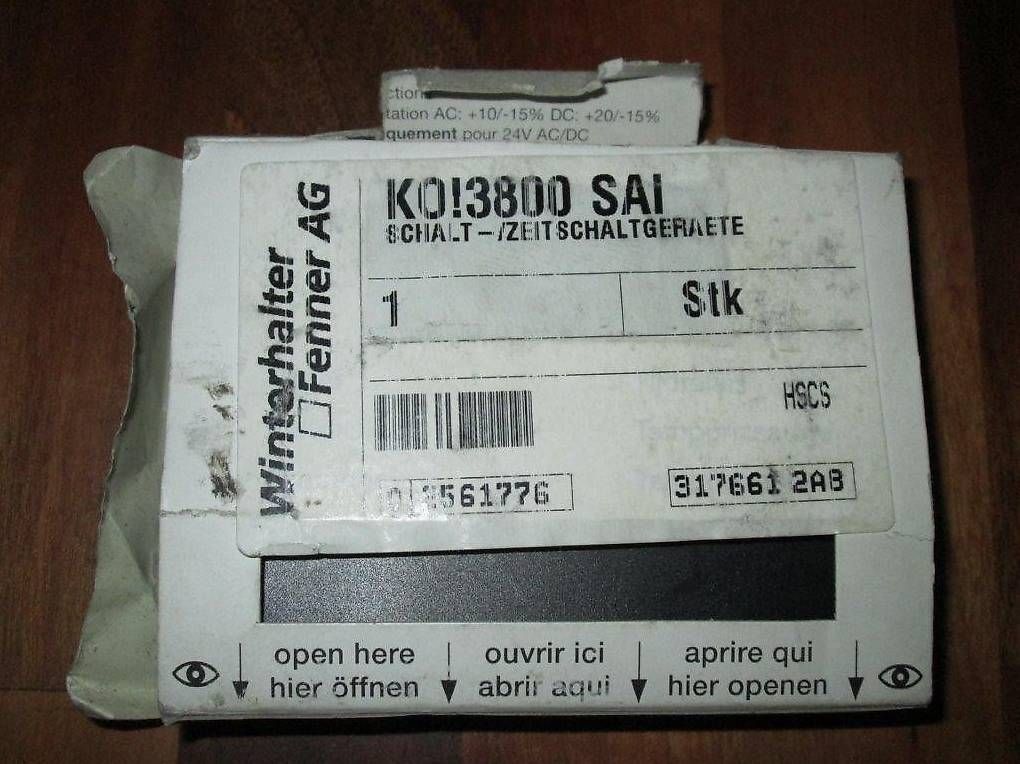 ction
tation AC: +10/-15% DC: +20/-15%
quement pour 24V AC/DC
Winterhalter
Fenner AG
KO!3800 SAI
SCHALT-/ZEITSCHALTGERAETE
1 Stk
HSCS
317661 2AB
open here ouvrir ici aprire qui
hier öffnen abrir aqui hier openen